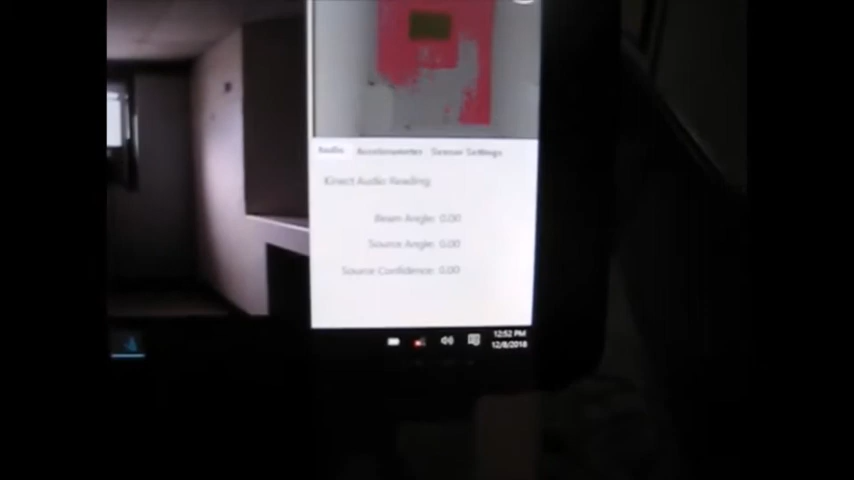 Audio Accelerometer Sensor Settings
Kinect Audio Reading
Beam Angle: 0.00
Source Angle: 0.00
Source Confidence: 0.00
12:52 PM
12/8/2018